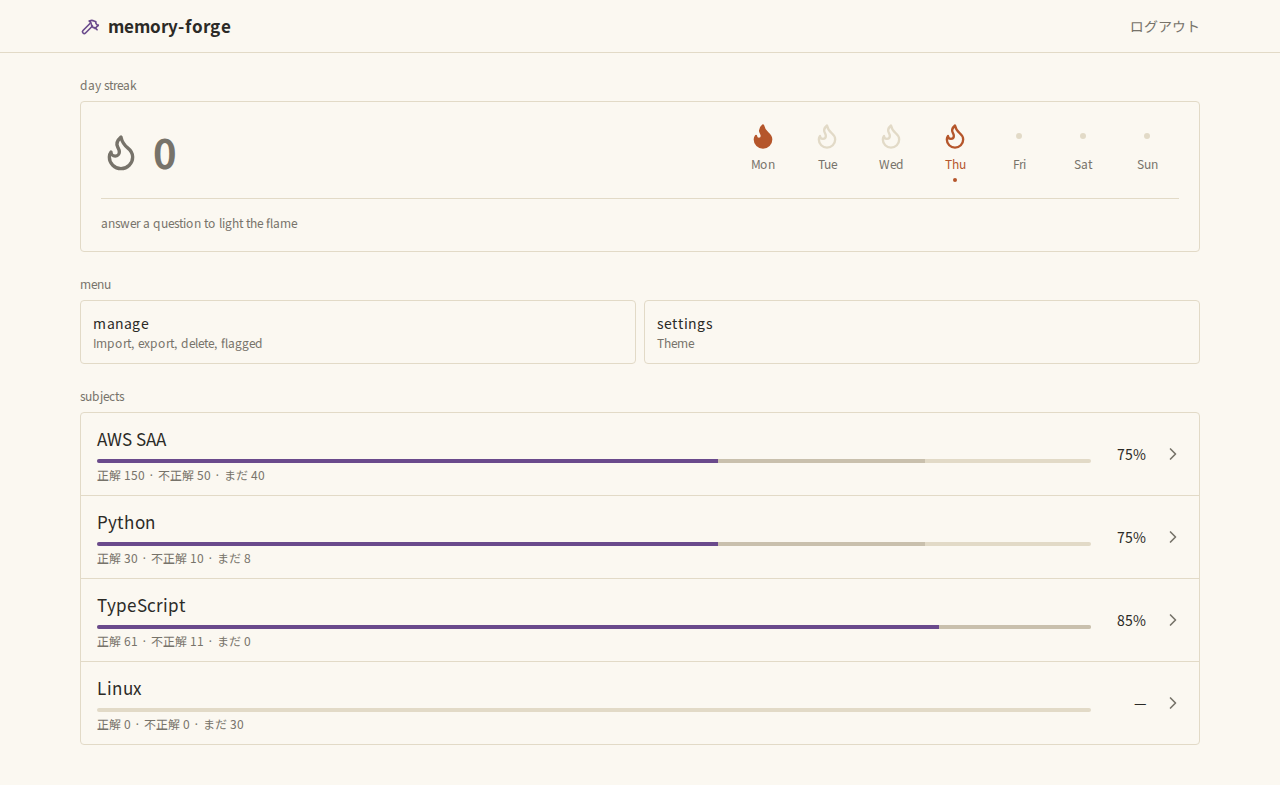 memory-forge
ログアウト
day streak
0
Mon Tue Wed Thu Fri Sat Sun
answer a question to light the flame
menu
manage
Import, export, delete, flagged
settings
Theme
subjects
AWS SAA
75%
正解 150 · 不正解 50 · まだ 40
Python
75%
正解 30 · 不正解 10 · まだ 8
TypeScript
85%
正解 61 · 不正解 11 · まだ 0
Linux
—
正解 0 · 不正解 0 · まだ 30